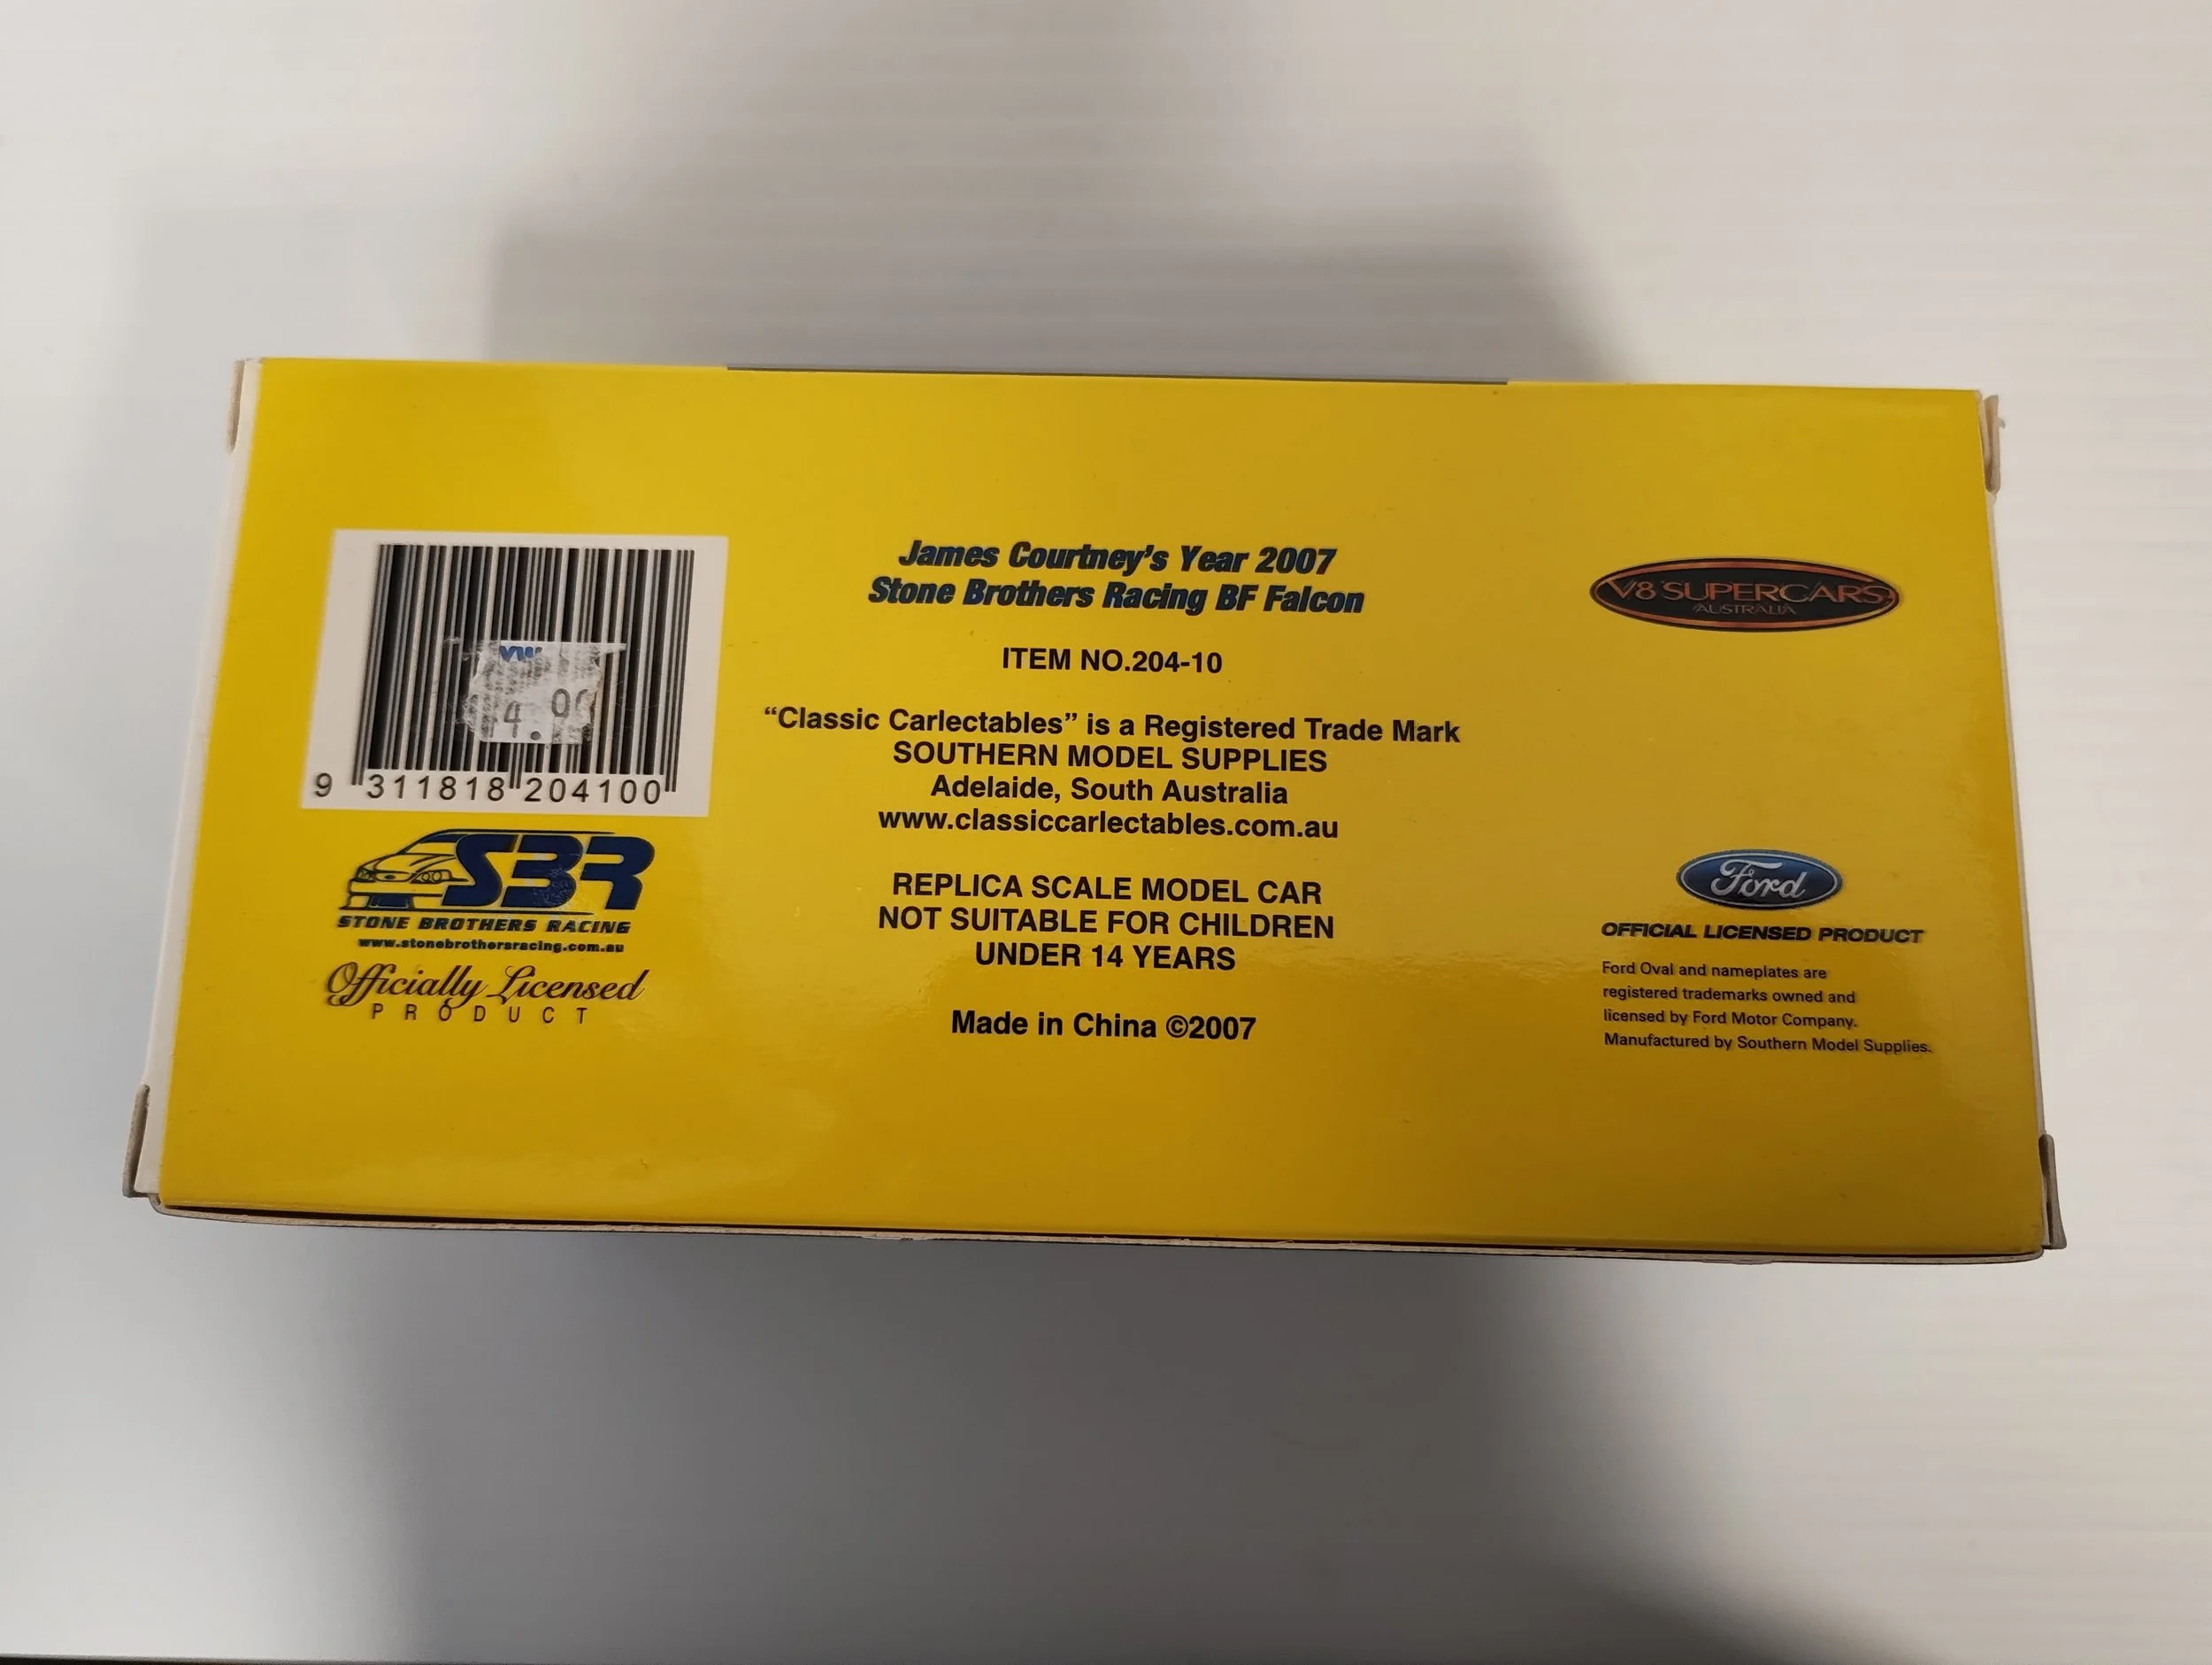 James Courtney's Year 2007
Stone Brothers Racing BF Falcon
ITEM NO.204-10
“Classic Carlectables” is a Registered Trade Mark
SOUTHERN MODEL SUPPLIES
Adelaide, South Australia
www.classiccarlectables.com.au
REPLICA SCALE MODEL CAR
NOT SUITABLE FOR CHILDREN
UNDER 14 YEARS
Made in China ©2007
9 311818 204100
SBR
STONE BROTHERS RACING
www.stonebrothersracing.com.au
Officially Licensed
PRODUCT
V8 SUPERCARS
AUSTRALIA
Ford
OFFICIAL LICENSED PRODUCT
Ford Oval and nameplates are
registered trademarks owned and
licensed by Ford Motor Company.
Manufactured by Southern Model Supplies.